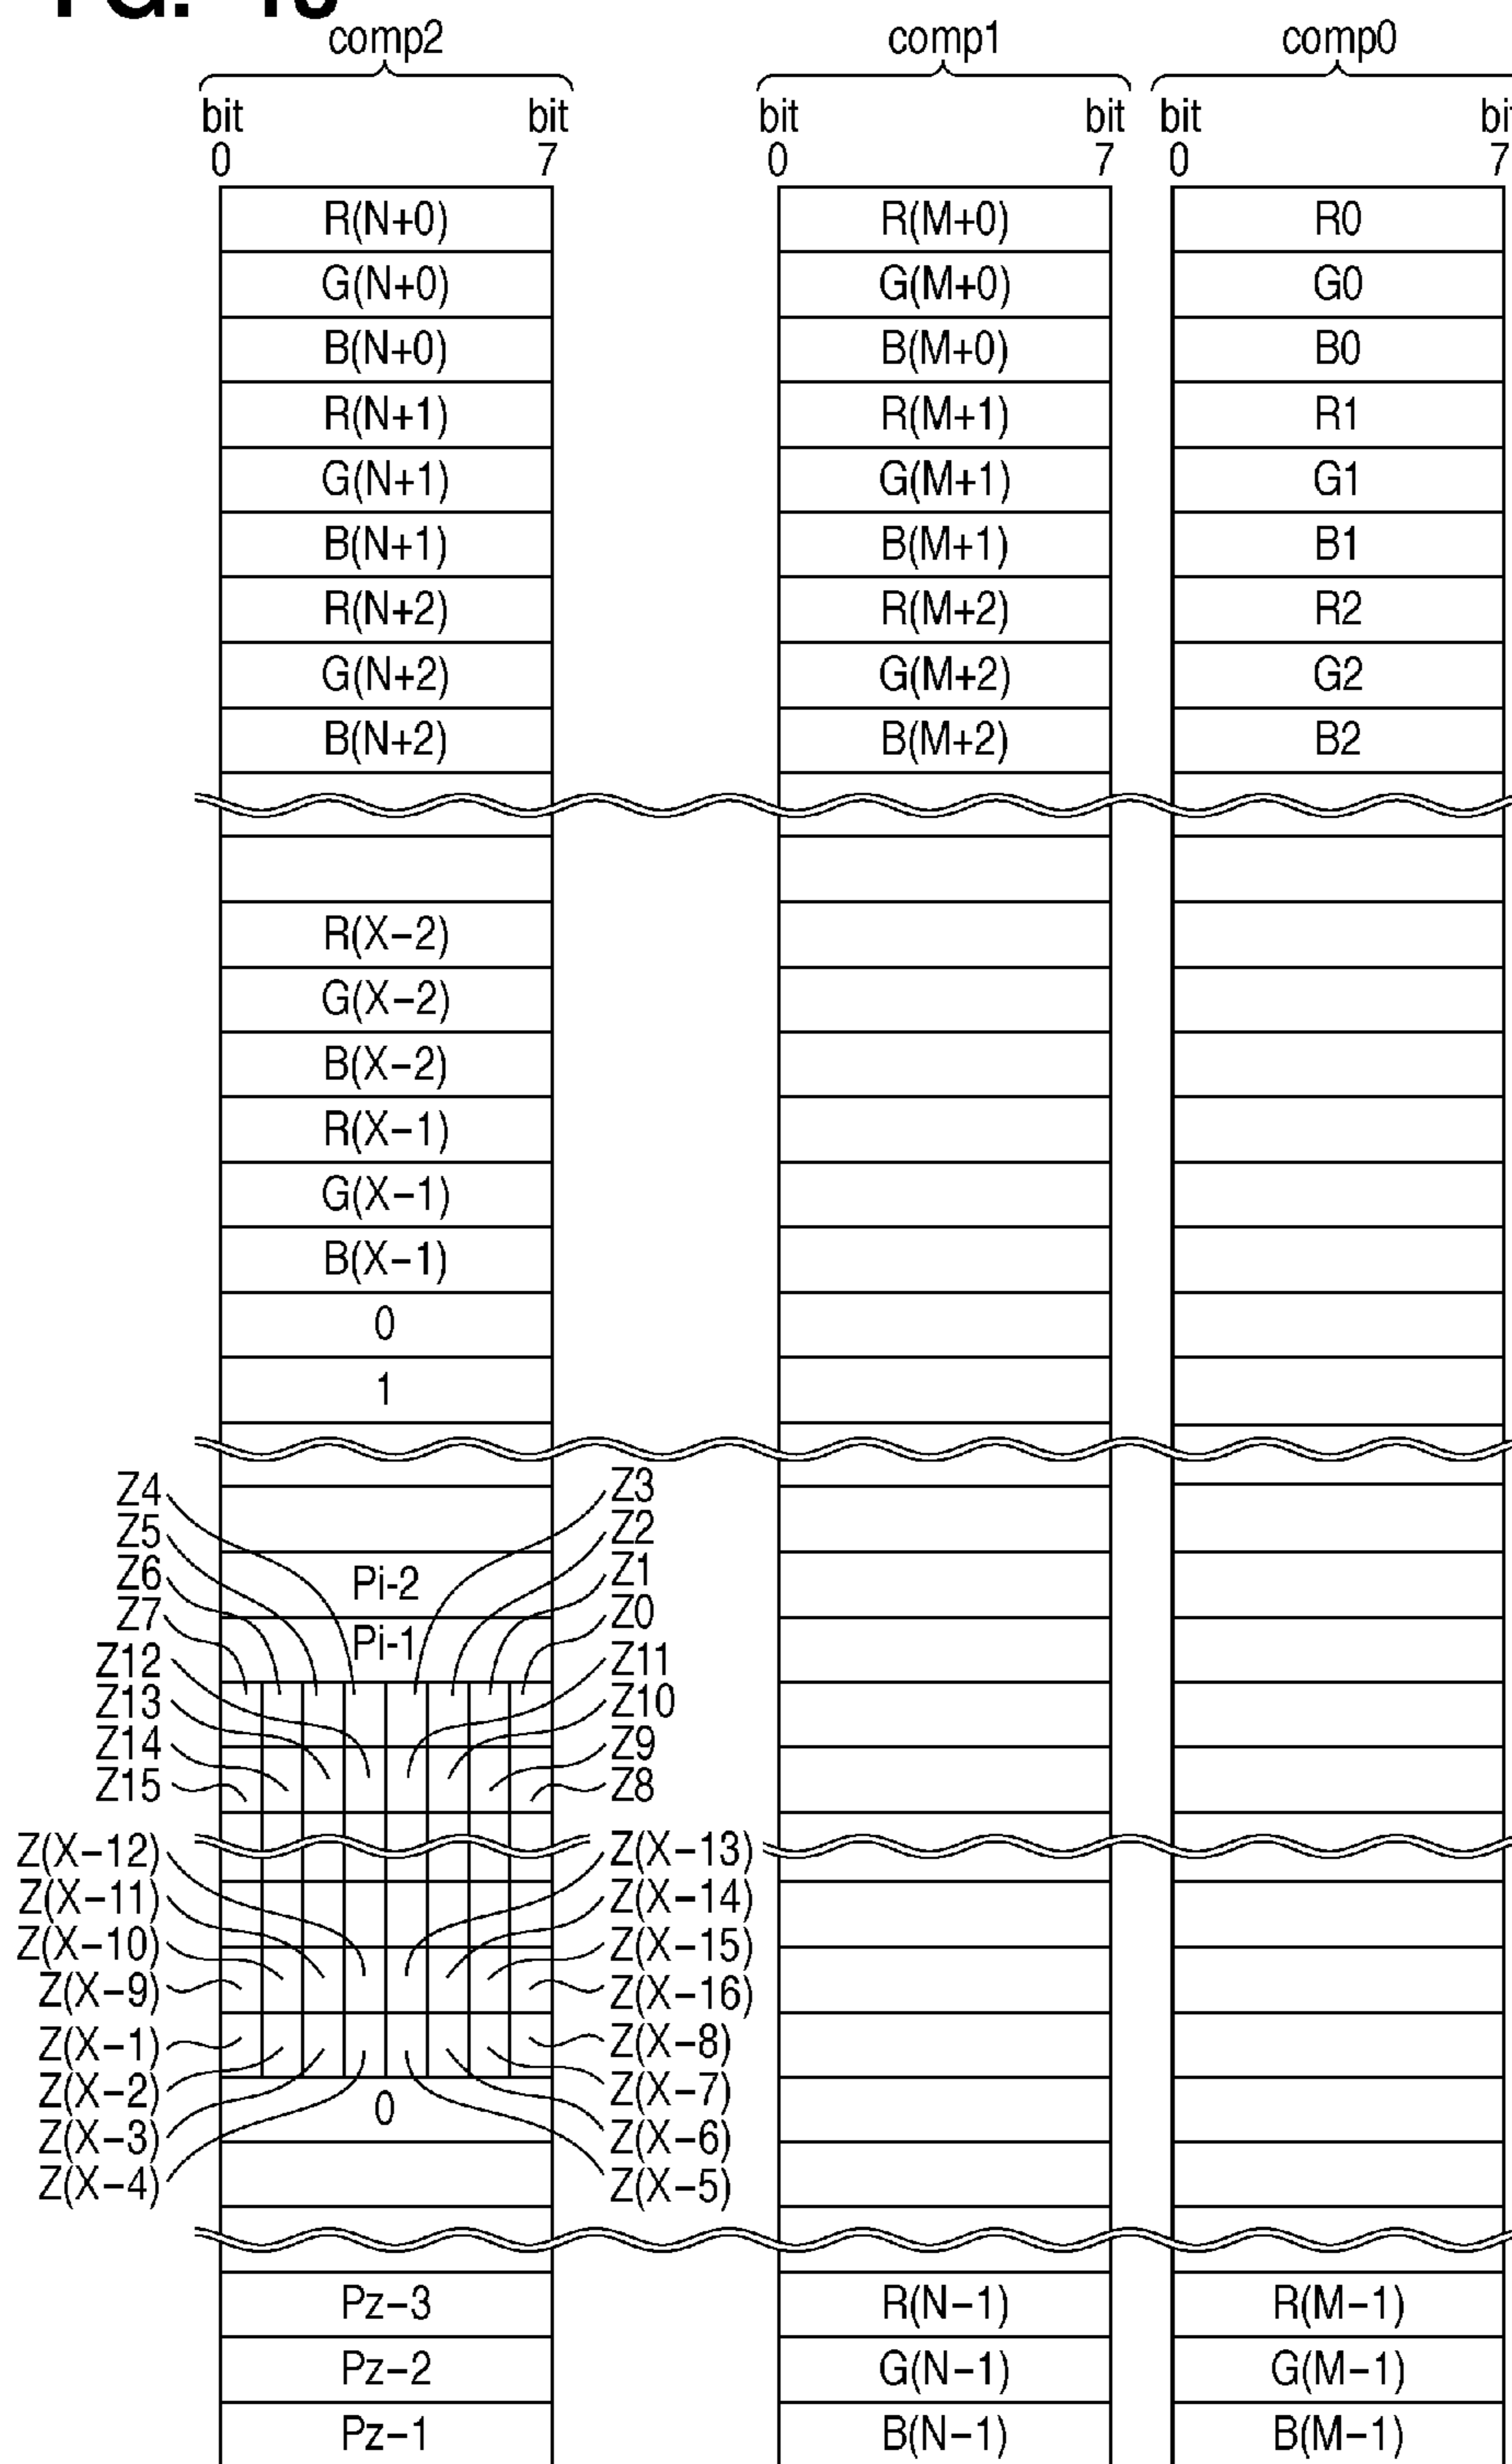 comp2 comp1 comp0
bit bit bit bit bit
0 7 0 7 0 7
R(N+0) R(M+0) R0
G(N+0) G(M+0) G0
B(N+0) B(M+0) B0
R(N+1) R(M+1) R1
G(N+1) G(M+1) G1
B(N+1) B(M+1) B1
R(N+2) R(M+2) R2
G(N+2) G(M+2) G2
B(N+2) B(M+2) B2
R(X−2)
G(X−2)
B(X−2)
R(X−1)
G(X−1)
B(X−1)
0
1
Z4 Z3
Z5 Z2
Z6 Pi-2 Z1
Z7 Z0
Pi-1
Z12 Z11
Z13 Z10
Z14 Z9
Z15 Z8
Z(X−12) Z(X−13)
Z(X−11) Z(X−14)
Z(X−10) Z(X−15)
Z(X−9) Z(X−16)
Z(X−1) Z(X−8)
Z(X−2) Z(X−7)
0
Z(X−3) Z(X−6)
Z(X−4) Z(X−5)
Pz−3 R(N−1) R(M−1)
Pz−2 G(N−1) G(M−1)
Pz−1 B(N−1) B(M−1)